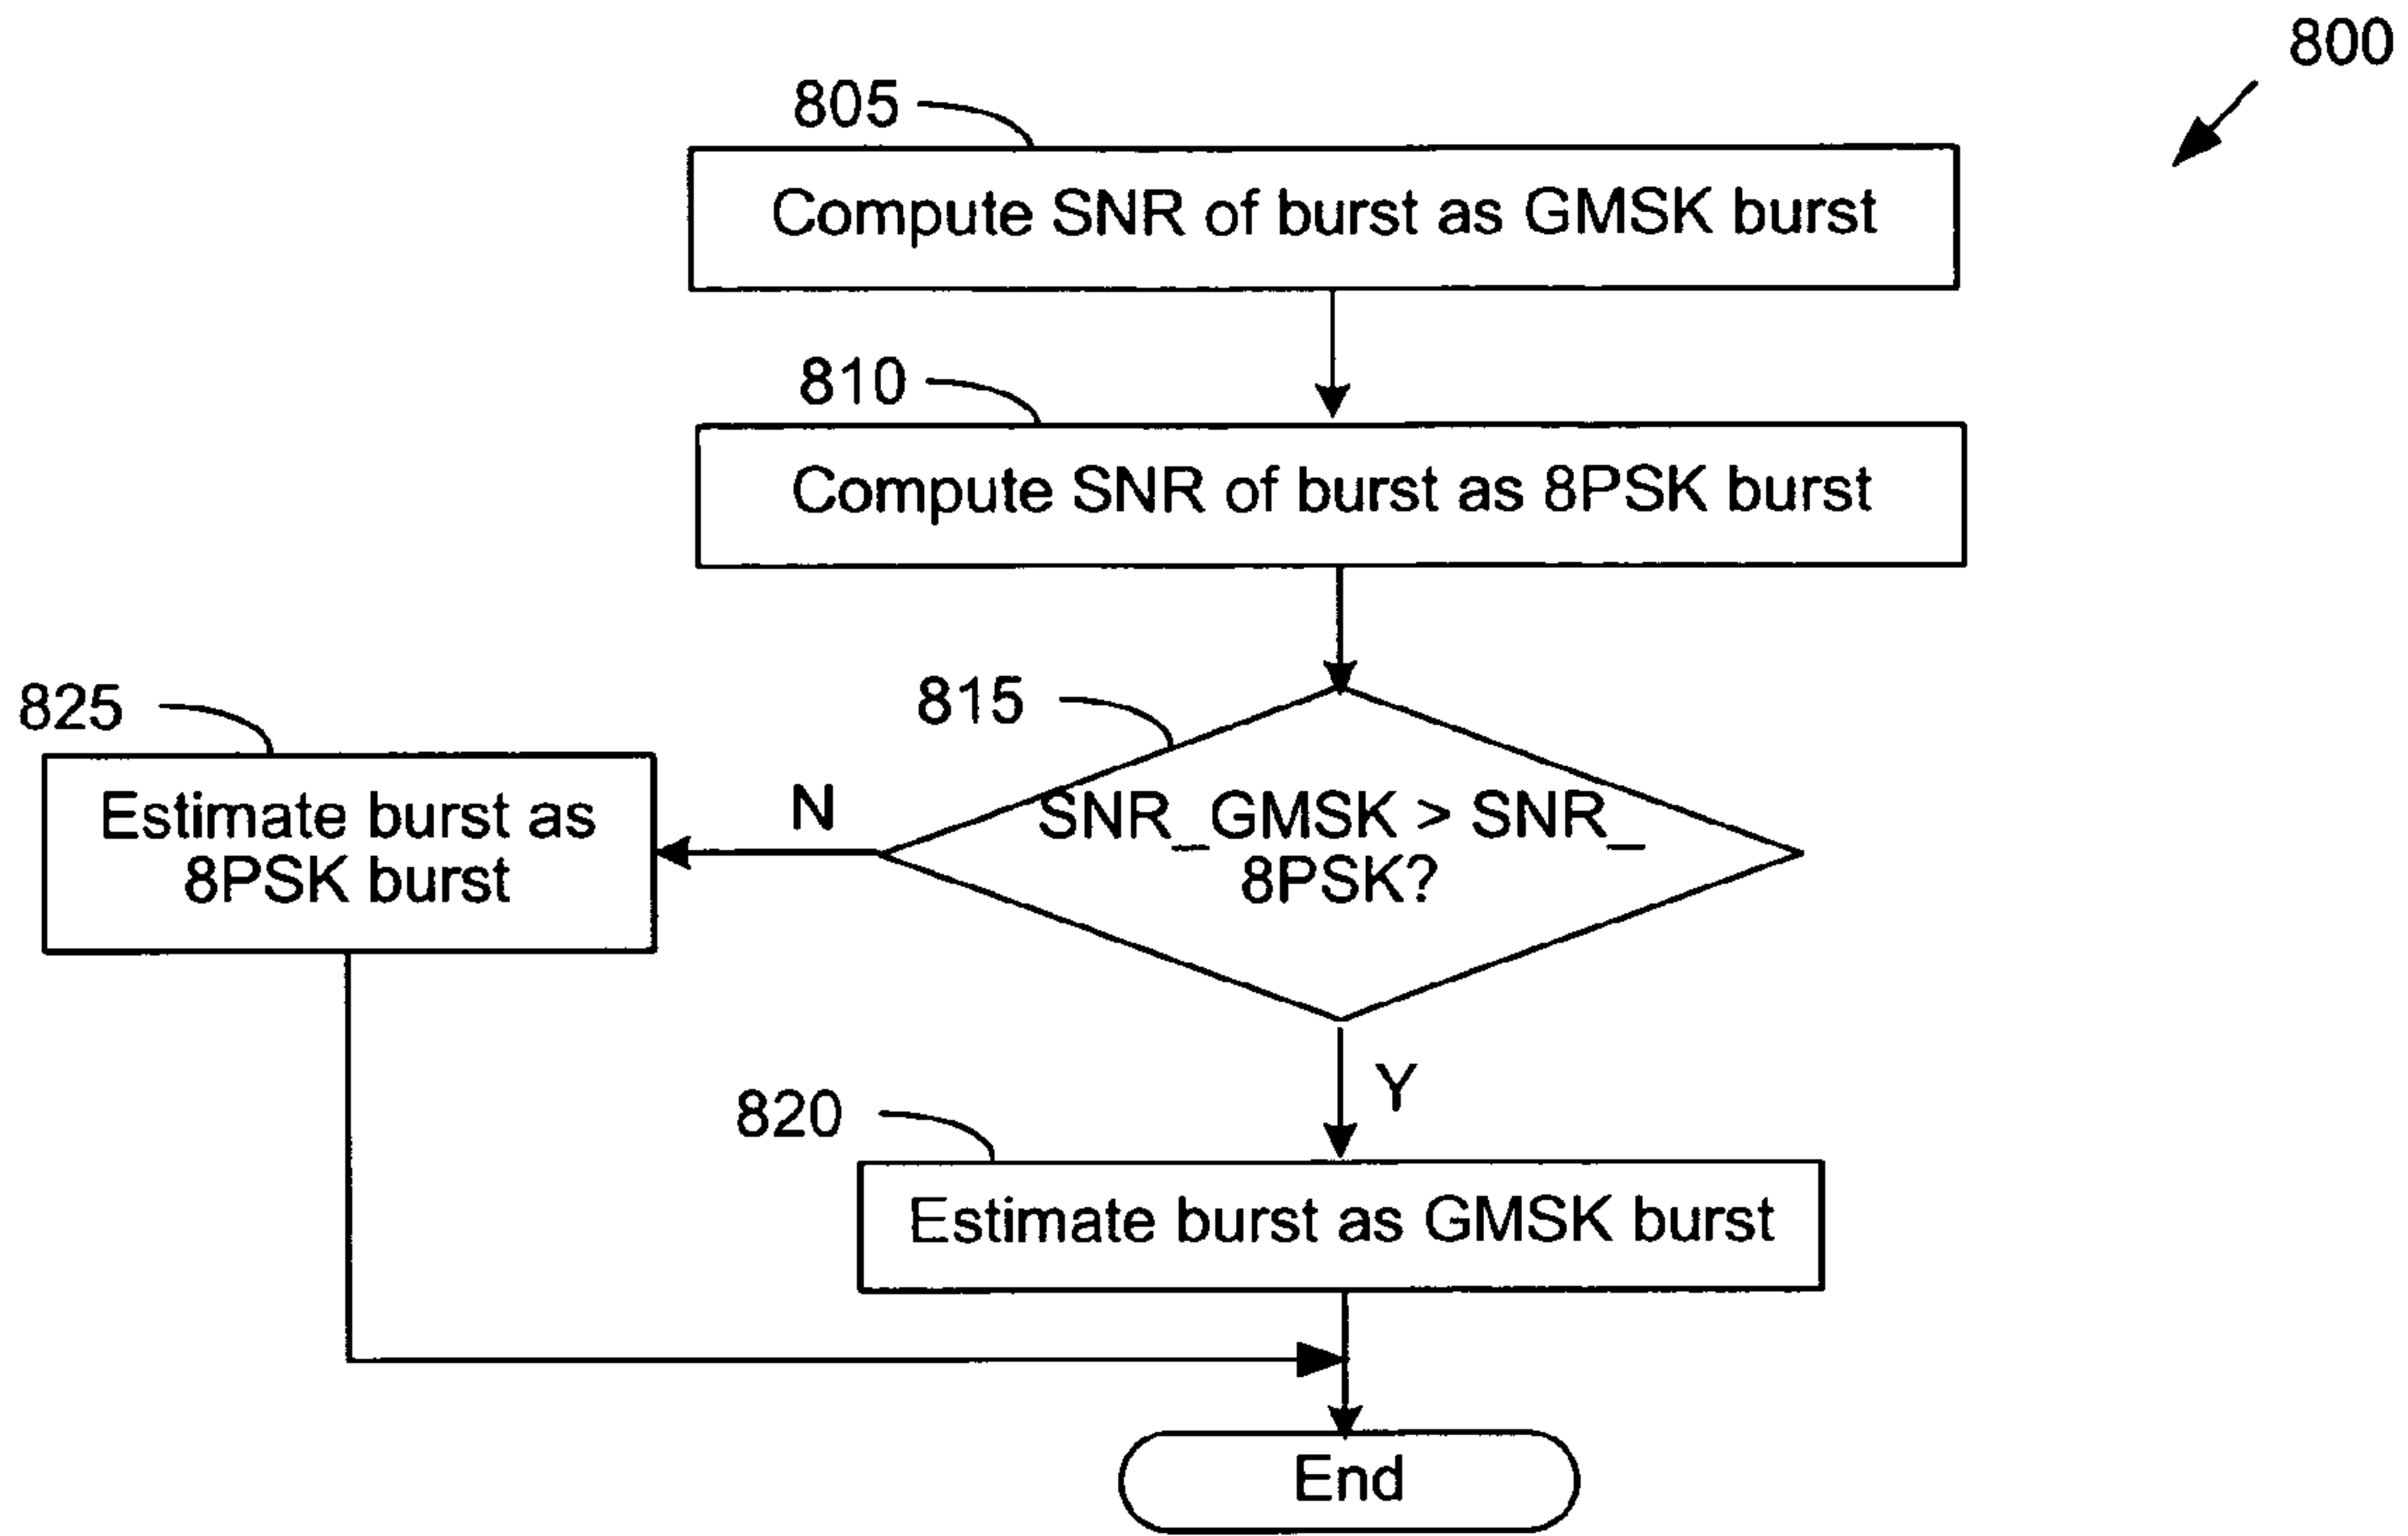 800
805
Compute SNR of burst as GMSK burst
810
Compute SNR of burst as 8PSK burst
815
SNR_GMSK > SNR_
8PSK?
825
N
Estimate burst as
8PSK burst
Y
820
Estimate burst as GMSK burst
End